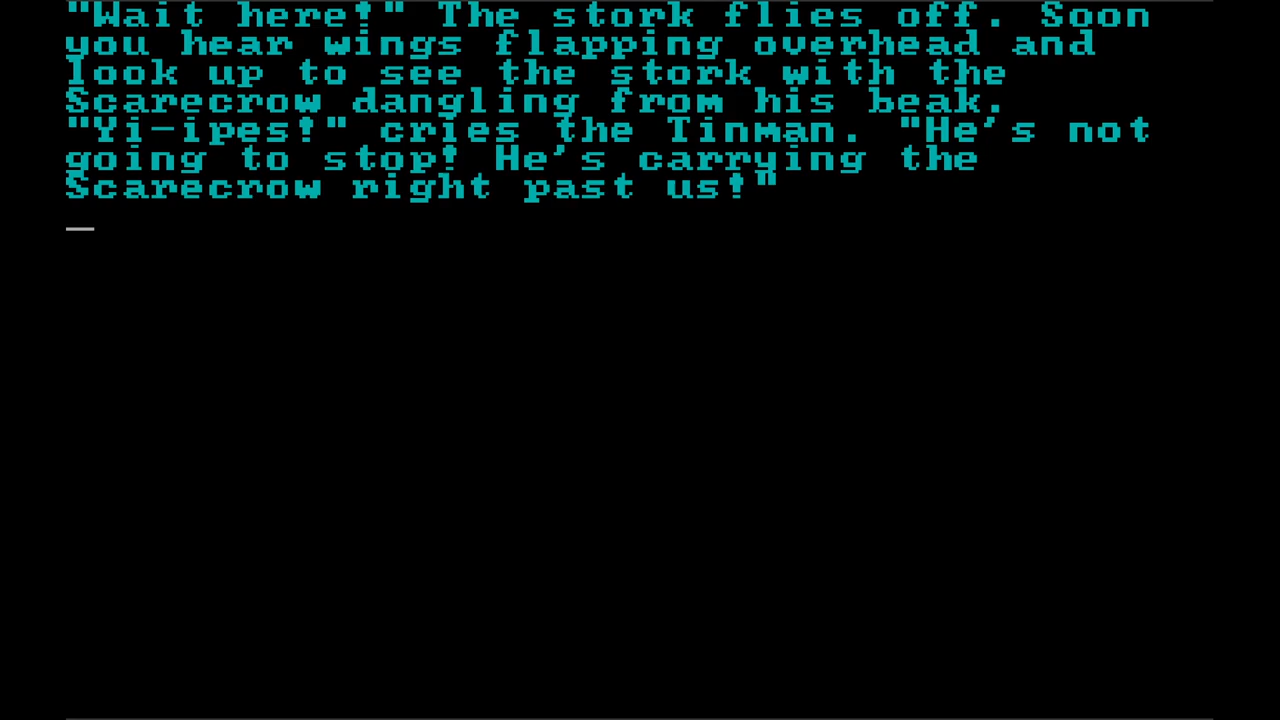 "Wait here!" The stork flies off. Soon
you hear wings flapping overhead and
look up to see the stork with the
Scarecrow dangling from his beak.
"Yi-ipes!" cries the Tinman. "He's not
going to stop! He's carrying the
Scarecrow right past us!"